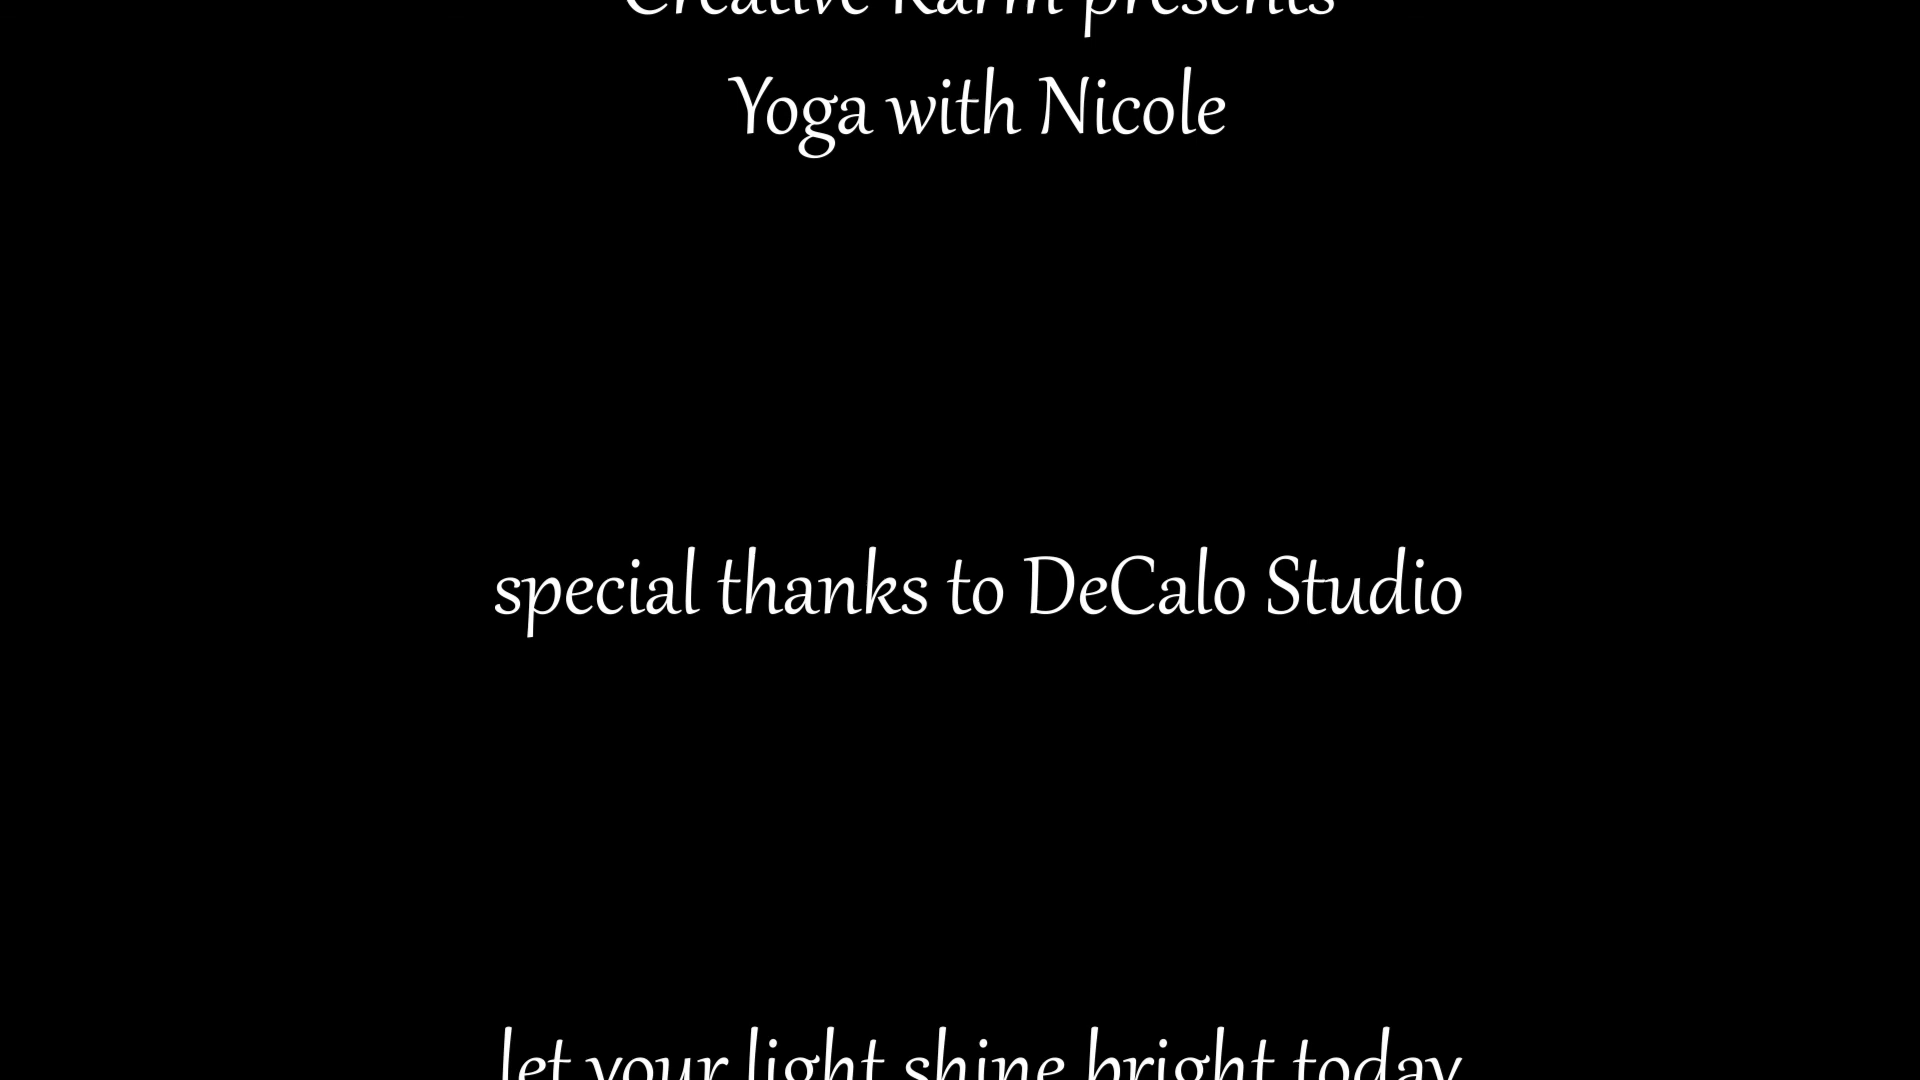 Creative Karm presents
Yoga with Nicole
special thanks to DeCalo Studio
let your light shine bright today